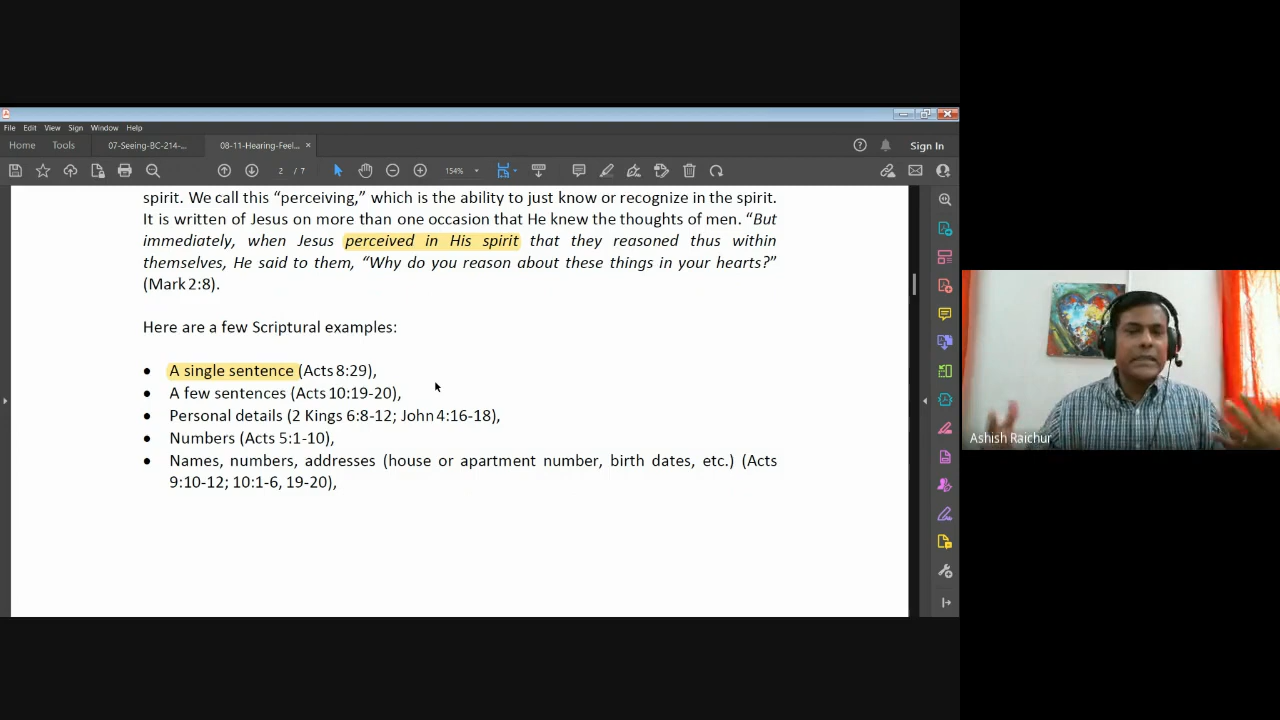 File Edit View Sign Window Help
Home Tools 07-Seeing-BC-214-... 08-11-Hearing-Feel... × Sign In
2 / 7 154%
spirit. We call this “perceiving,” which is the ability to just know or recognize in the spirit.
It is written of Jesus on more than one occasion that He knew the thoughts of men. “But
immediately, when Jesus perceived in His spirit that they reasoned thus within
themselves, He said to them, “Why do you reason about these things in your hearts?”
(Mark 2:8).
Here are a few Scriptural examples:
• A single sentence (Acts 8:29),
• A few sentences (Acts 10:19-20),
• Personal details (2 Kings 6:8-12; John 4:16-18),
• Numbers (Acts 5:1-10),
• Names, numbers, addresses (house or apartment number, birth dates, etc.) (Acts
9:10-12; 10:1-6, 19-20),
Ashish Raichur